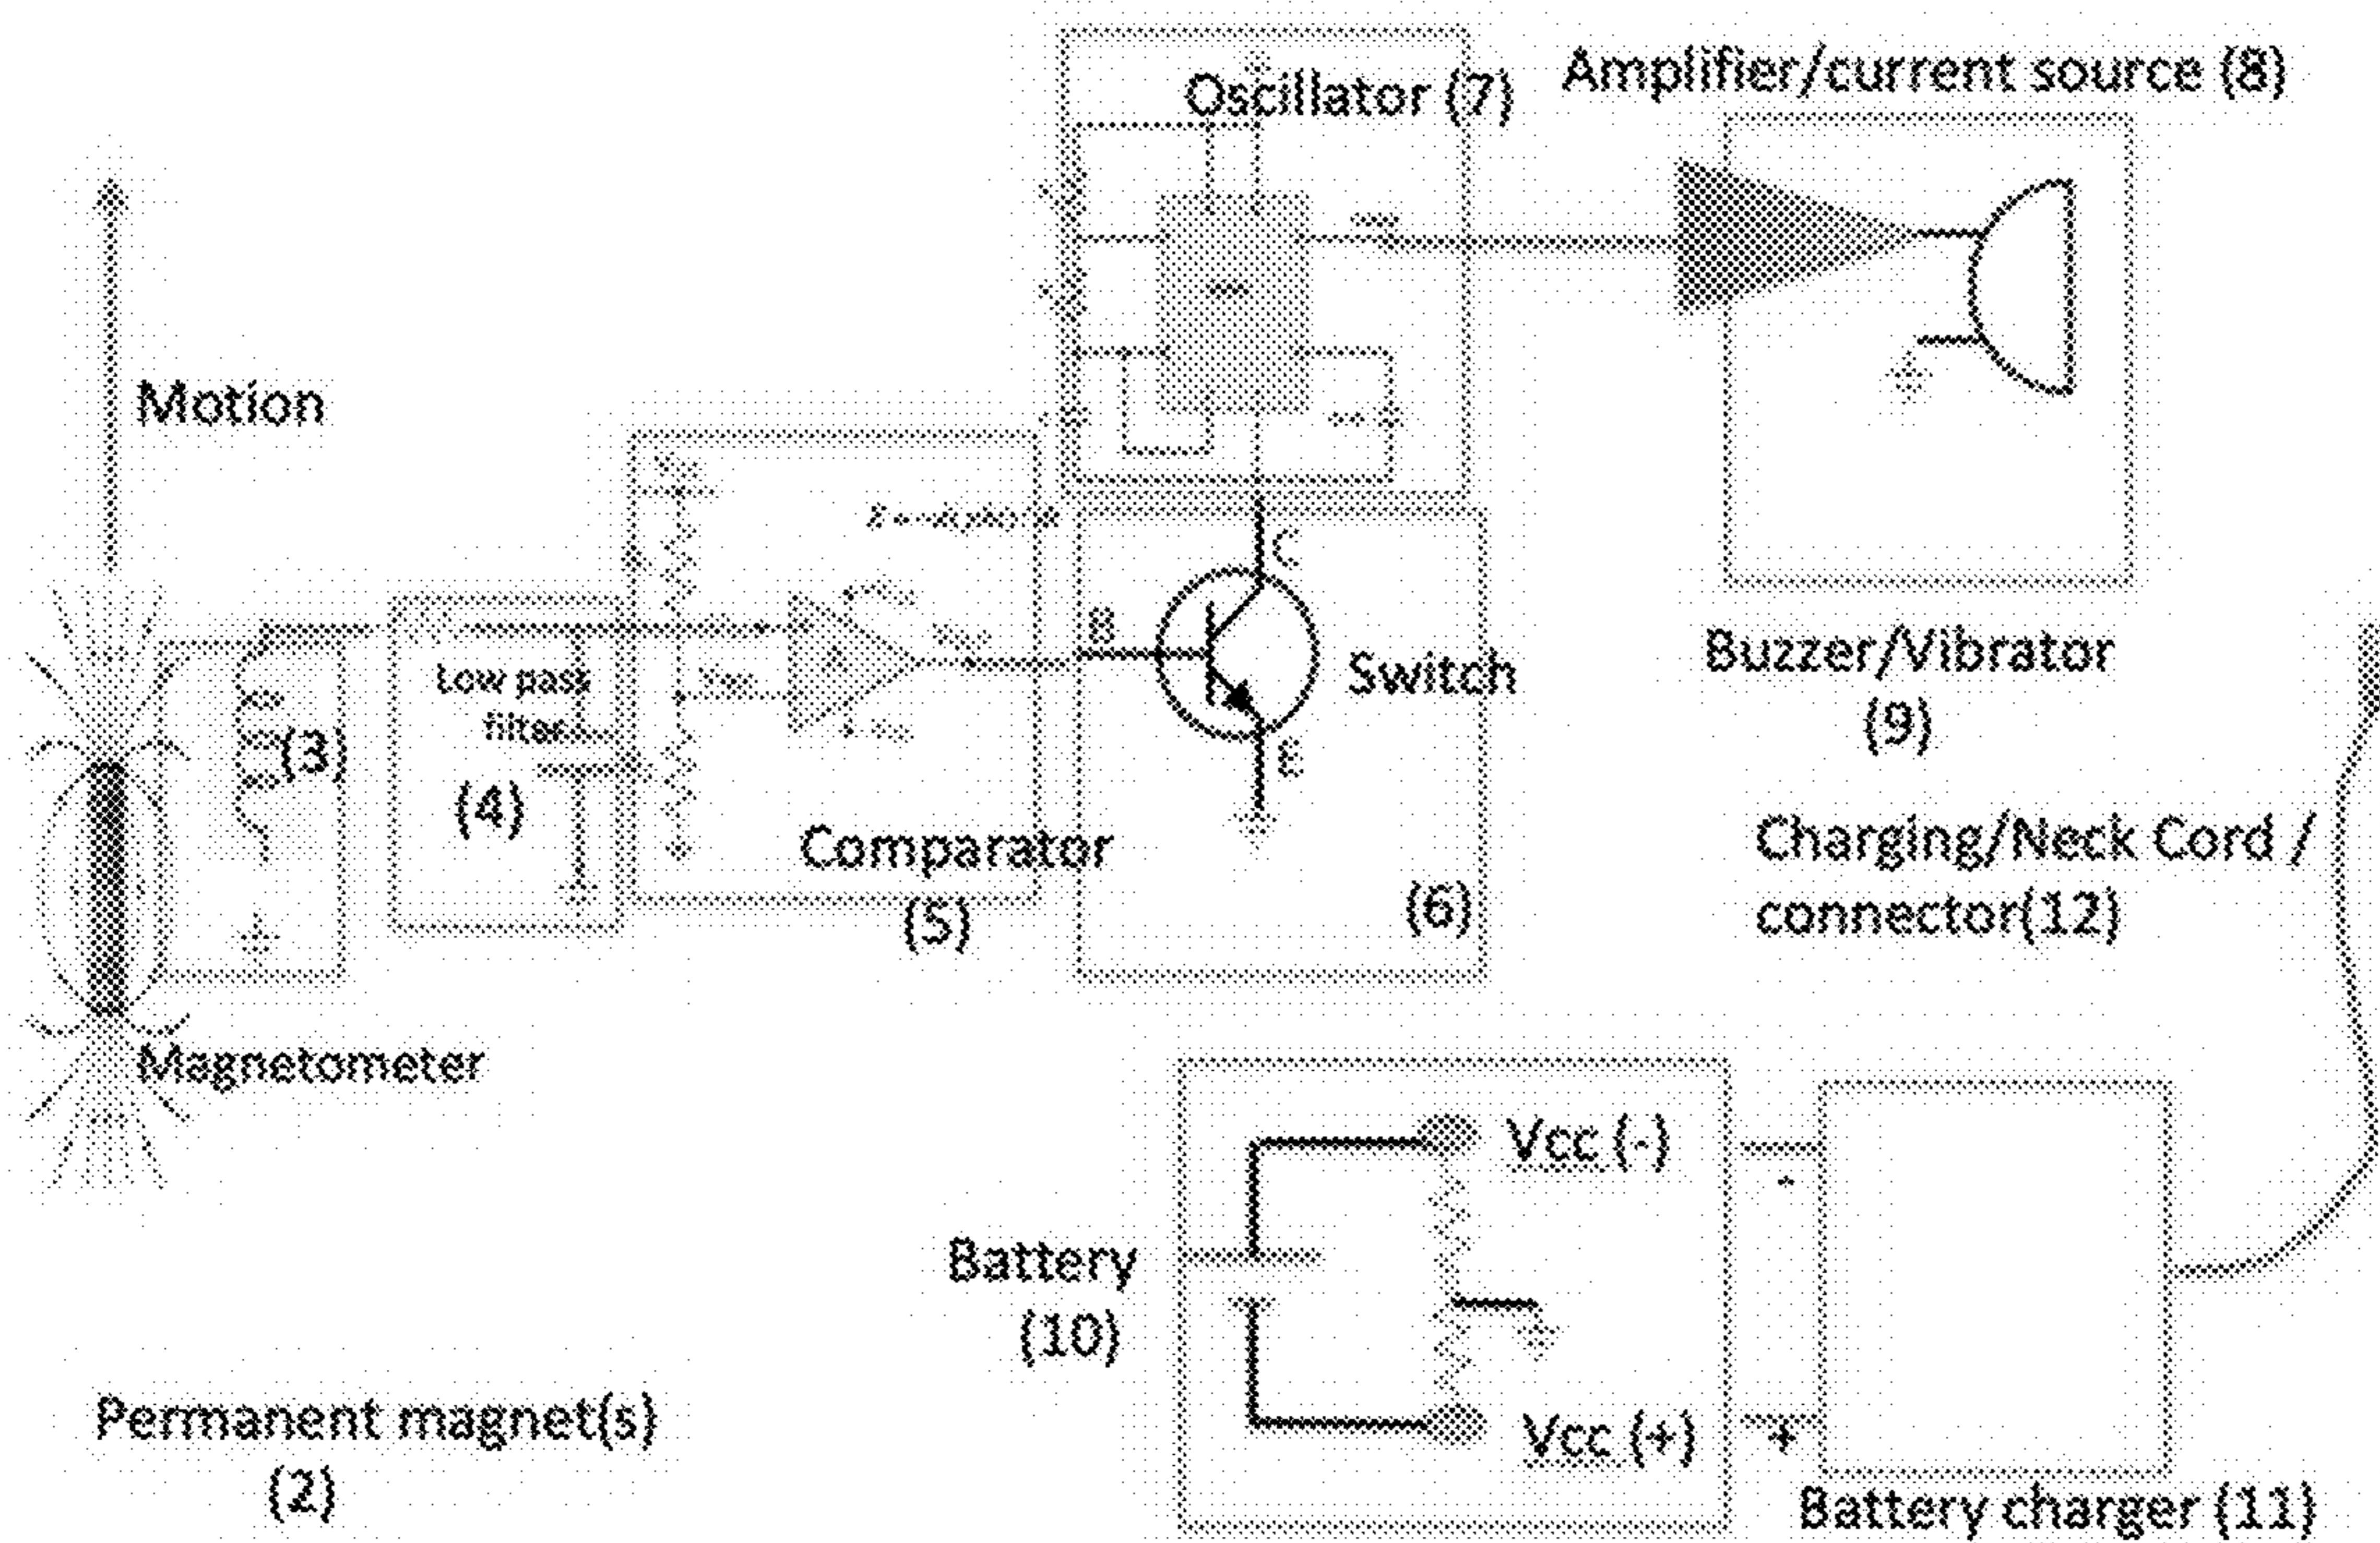 Oscillator (7)
Amplifier/current source (8)
Motion
C
B
Switch
E
Low pass
filter
(3)
(4)
Comparator
(5)
(6)
Buzzer/Vibrator
(9)
Charging/Neck Cord /
connector(12)
Magnetometer
Vcc (-)
-
Battery
(10)
Vcc (+)
+
Permanent magnet(s)
(2)
Battery charger (11)